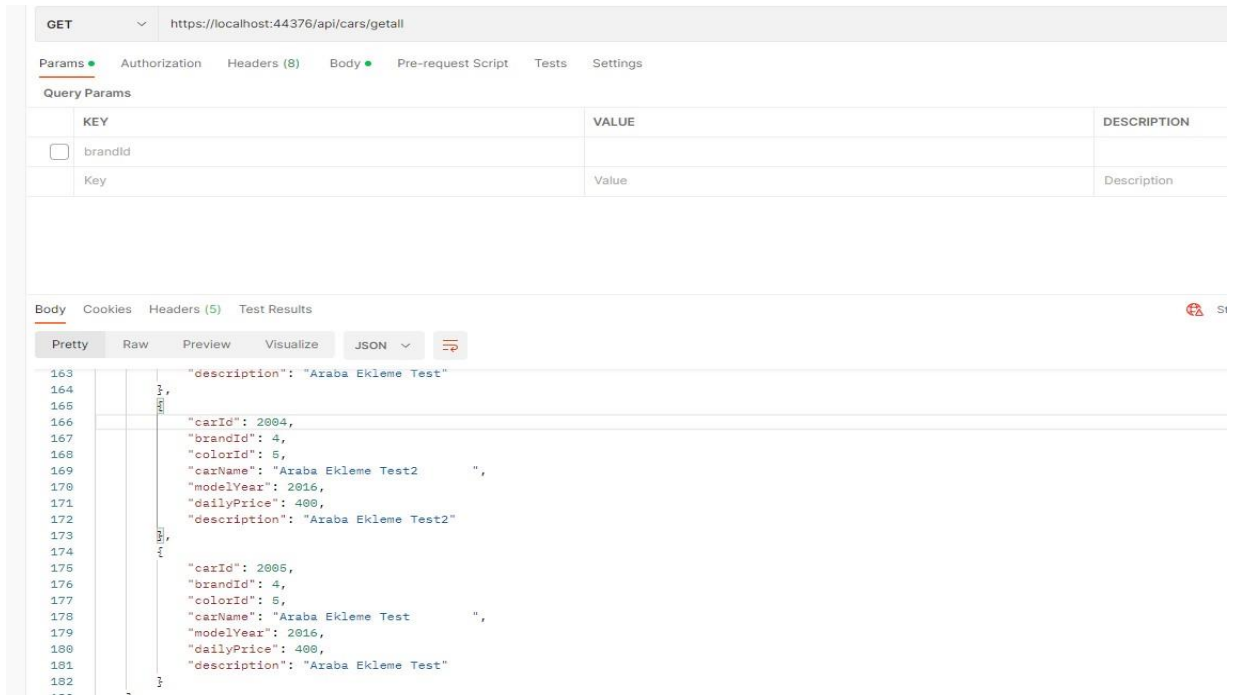 GET https://localhost:44376/api/cars/getall
Params Authorization Headers (8) Body Pre-request Script Tests Settings
Query Params
KEY VALUE DESCRIPTION
brandId
Key Value Description
Body Cookies Headers (5) Test Results
Pretty Raw Preview Visualize JSON
163 "description": "Araba Ekleme Test"
164 },
165 {
166 "carId": 2004,
167 "brandId": 4,
168 "colorId": 5,
169 "carName": "Araba Ekleme Test2       ",
170 "modelYear": 2016,
171 "dailyPrice": 400,
172 "description": "Araba Ekleme Test2"
173 },
174 {
175 "carId": 2005,
176 "brandId": 4,
177 "colorId": 5,
178 "carName": "Araba Ekleme Test        ",
179 "modelYear": 2016,
180 "dailyPrice": 400,
181 "description": "Araba Ekleme Test"
182 }